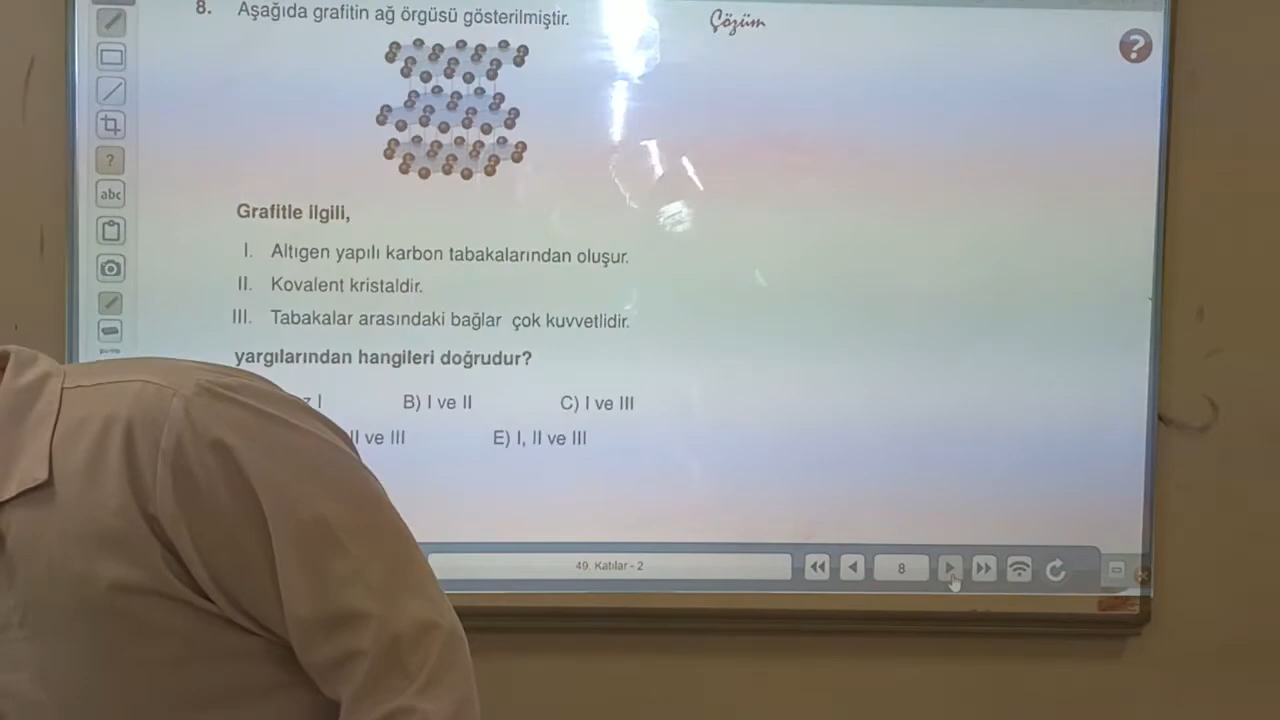 8. Aşağıda grafitin ağ örgüsü gösterilmiştir.
Çözüm
?
?
abc
Grafitle ilgili,
I. Altıgen yapılı karbon tabakalarından oluşur.
II. Kovalent kristaldir.
III. Tabakalar arasındaki bağlar çok kuvvetlidir.
yargılarından hangileri doğrudur?
z I B) I ve II C) I ve III
II ve III E) I, II ve III
49. Katılar - 2
8